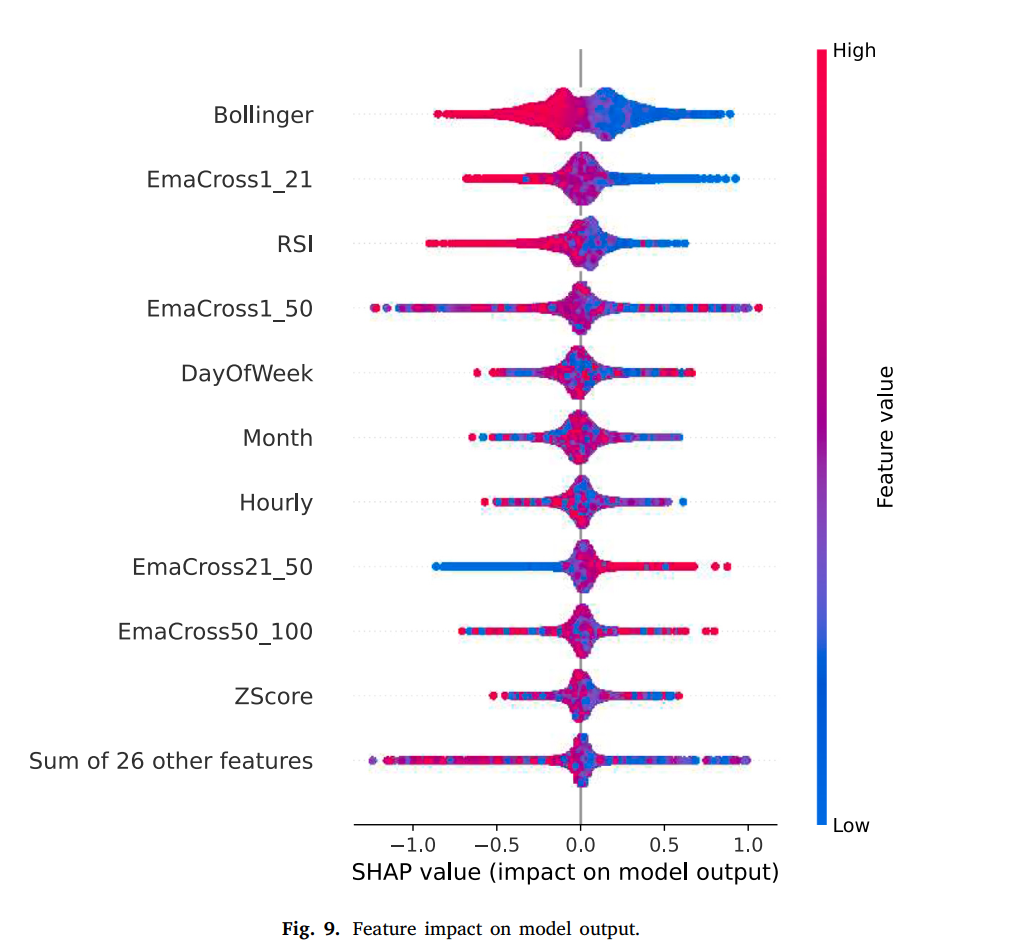 High
Bollinger
EmaCross1_21
RSI
EmaCross1_50
DayOfWeek
Month
Hourly
EmaCross21_50
EmaCross50_100
ZScore
Sum of 26 other features
Feature value
Low
−1.0 −0.5 0.0 0.5 1.0
SHAP value (impact on model output)
Fig. 9. Feature impact on model output.